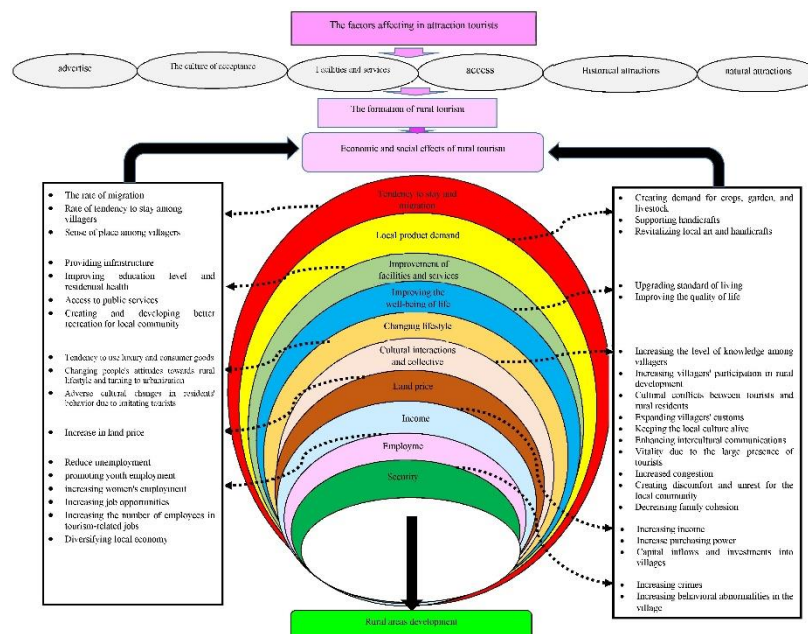 The factors affecting in attraction tourists
advertise
The culture of acceptance
Facilities and services
access
Historical attractions
natural attractions
The formation of rural tourism
Economic and social effects of rural tourism
The rate of migration
Rate of tendency to stay among
villagers
Sense of place among villagers
Providing infrastructure
Improving education level and
residential health
Access to public services
Creating and developing better
recreation for local community
Tendency to use luxury and consumer goods
Changing people's attitudes towards rural
lifestyle and turning to urbanization
Adverse cultural changes in residents'
behavior due to imitating tourists
Increase in land price
Reduce unemployment
promoting youth employment
increasing women's employment
Increasing job opportunities
Increasing the number of employees in
tourism-related jobs
Diversifying local economy
Tendency to stay and
migration
Local product demand
Improvement of
facilities and services
Improving the
well-being of life
Changing lifestyle
Cultural interactions
and collective
Land price
Income
Employme
Security
Creating demand for crops, garden, and
livestock
Supporting handicrafts
Revitalizing local art and handicrafts
Upgrading standard of living
Improving the quality of life
Increasing the level of knowledge among
villagers
Increasing villagers' participation in rural
development
Cultural conflicts between tourists and
rural residents
Expanding villagers' customs
Keeping the local culture alive
Enhancing intercultural communications
Vitality due to the large presence of
tourists
Increased congestion
Creating discomfort and unrest for the
local community
Decreasing family cohesion
Increasing income
Increase purchasing power
Capital inflows and investments into
villages
Increasing crimes
Increasing behavioral abnormalities in the
village
Rural areas development